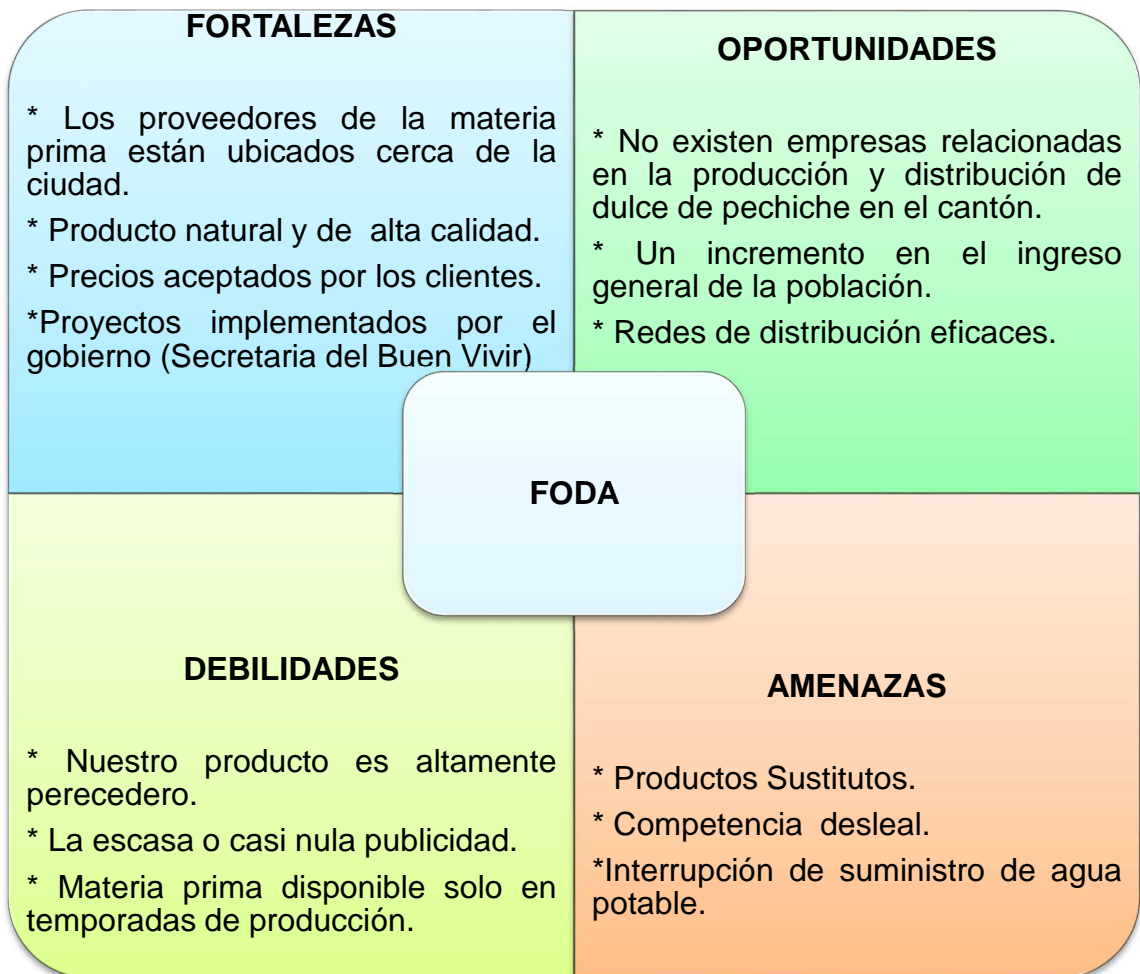 FORTALEZAS
* Los proveedores de la materia
prima están ubicados cerca de la
ciudad.
* Producto natural y de alta calidad.
* Precios aceptados por los clientes.
*Proyectos implementados por el
gobierno (Secretaria del Buen Vivir)
OPORTUNIDADES
* No existen empresas relacionadas
en la producción y distribución de
dulce de pechiche en el cantón.
* Un incremento en el ingreso
general de la población.
* Redes de distribución eficaces.
FODA
DEBILIDADES
* Nuestro producto es altamente
perecedero.
* La escasa o casi nula publicidad.
* Materia prima disponible solo en
temporadas de producción.
AMENAZAS
* Productos Sustitutos.
* Competencia desleal.
*Interrupción de suministro de agua
potable.